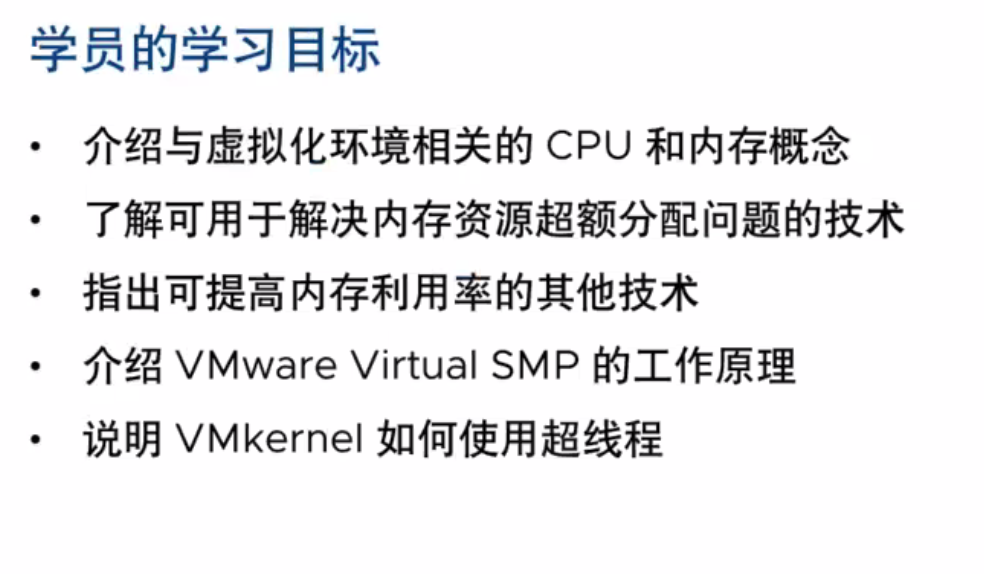 学员的学习目标
• 介绍与虚拟化环境相关的 CPU 和内存概念
• 了解可用于解决内存资源超额分配问题的技术
• 指出可提高内存利用率的其他技术
• 介绍 VMware Virtual SMP 的工作原理
• 说明 VMkernel 如何使用超线程